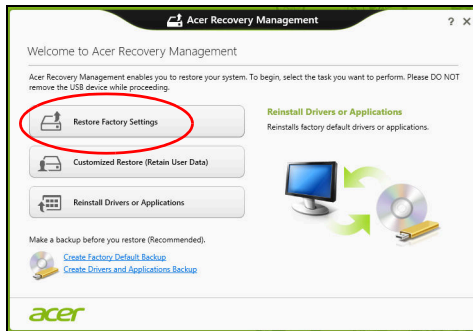 Acer Recovery Management
? X
Welcome to Acer Recovery Management
Acer Recovery Management enables you to restore your system. To begin, select the task you want to perform. Please DO NOT
remove the USB device while proceeding.
Restore Factory Settings
Customized Restore (Retain User Data)
Reinstall Drivers or Applications
Reinstall Drivers or Applications
Reinstalls factory default drivers or applications.
Make a backup before you restore (Recommended).
Create Factory Default Backup
Create Drivers and Applications Backup
acer